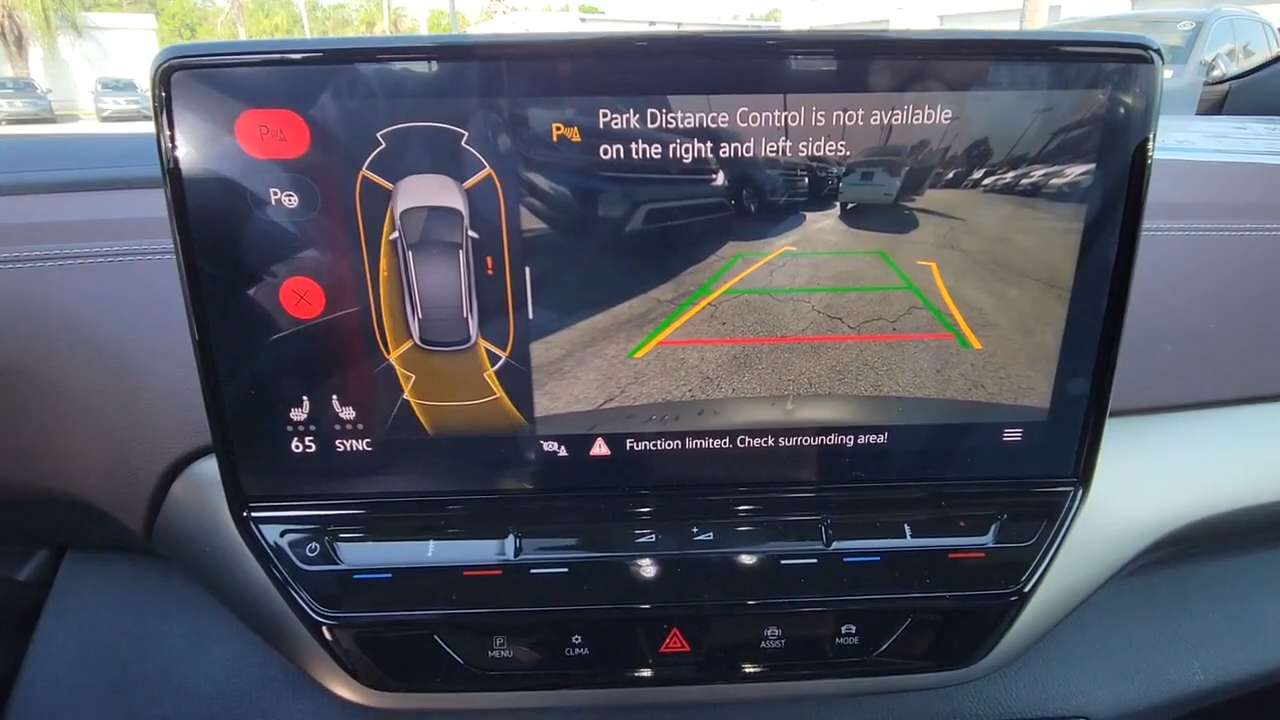 Park Distance Control is not available
on the right and left sides.
P
P
P
!
65 SYNC
Function limited. Check surrounding area!
P
MENU
CLIMA
ASSIST
MODE